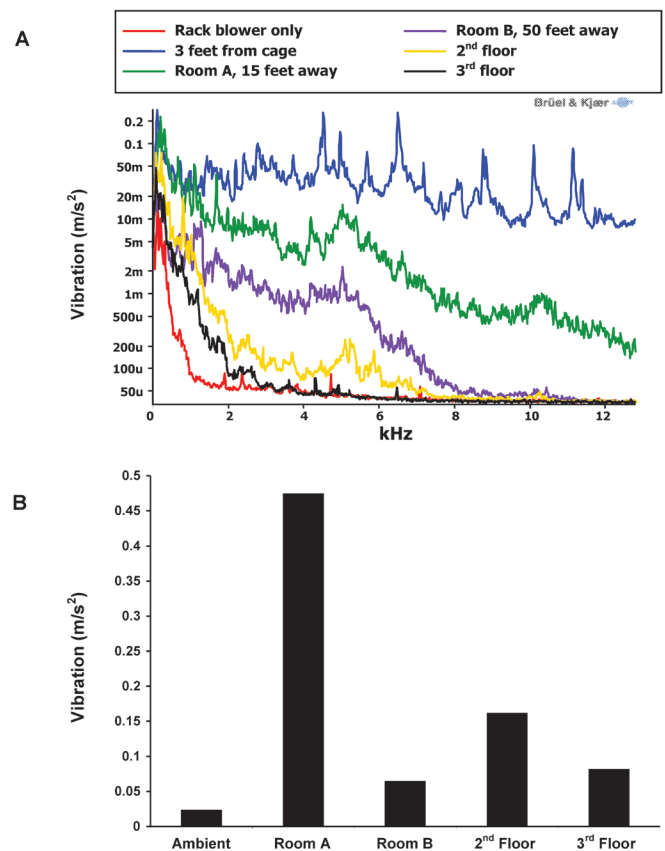 A
Rack blower only
3 feet from cage
Room A, 15 feet away
Room B, 50 feet away
2nd floor
3rd floor
Brüel & Kjær
Vibration (m/s2)
0.2
0.1
50m
20m
10m
5m
2m
1m
500u
200u
100u
50u
0 2 4 6 8 10 12
kHz
B
Vibration (m/s2)
0.5
0.45
0.4
0.35
0.3
0.25
0.2
0.15
0.1
0.05
0
Ambient Room A Room B 2nd Floor 3rd Floor